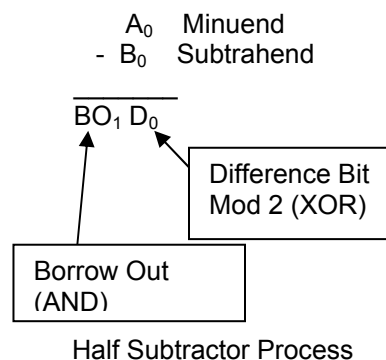 A₀ Minuend
- B₀ Subtrahend
BO₁ D₀
Difference Bit
Mod 2 (XOR)
Borrow Out
(AND)
Half Subtractor Process